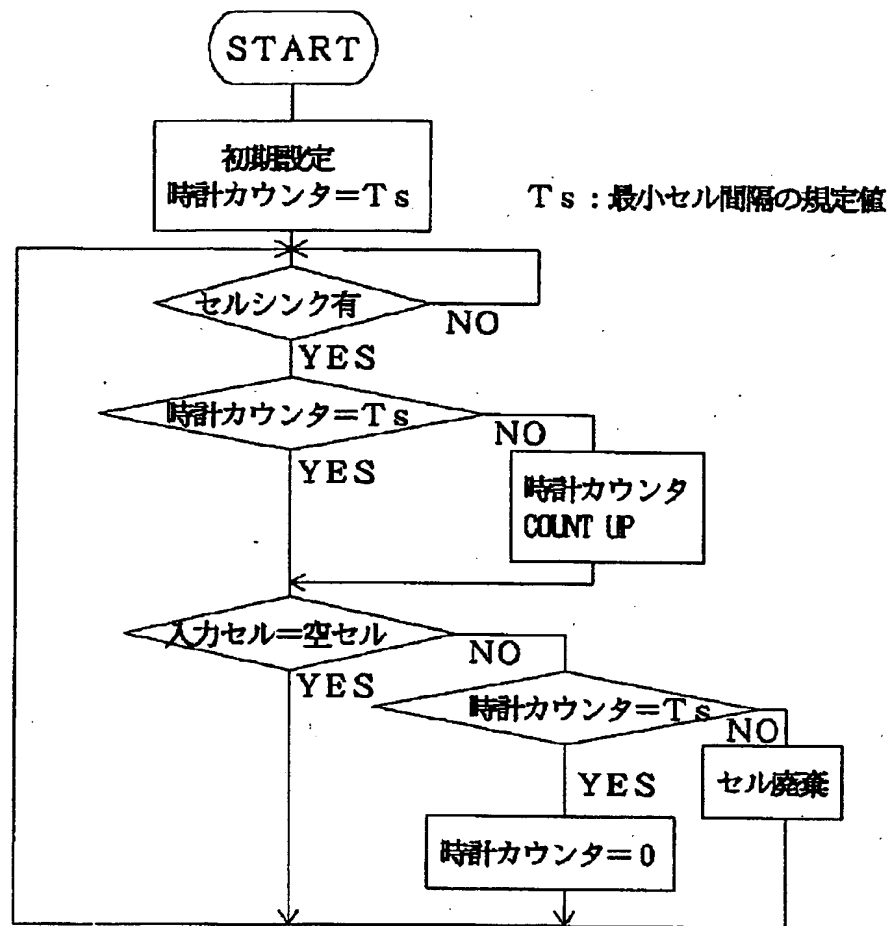 START
初期設定
時計カウンタ=Ts
Ts:最小セル間隔の規定値
セルシンク有
NO
YES
時計カウンタ=Ts
NO
YES
時計カウンタ
COUNT UP
入力セル=空セル
NO
YES
時計カウンタ=Ts
NO
YES
セル廃棄
時計カウンタ=0